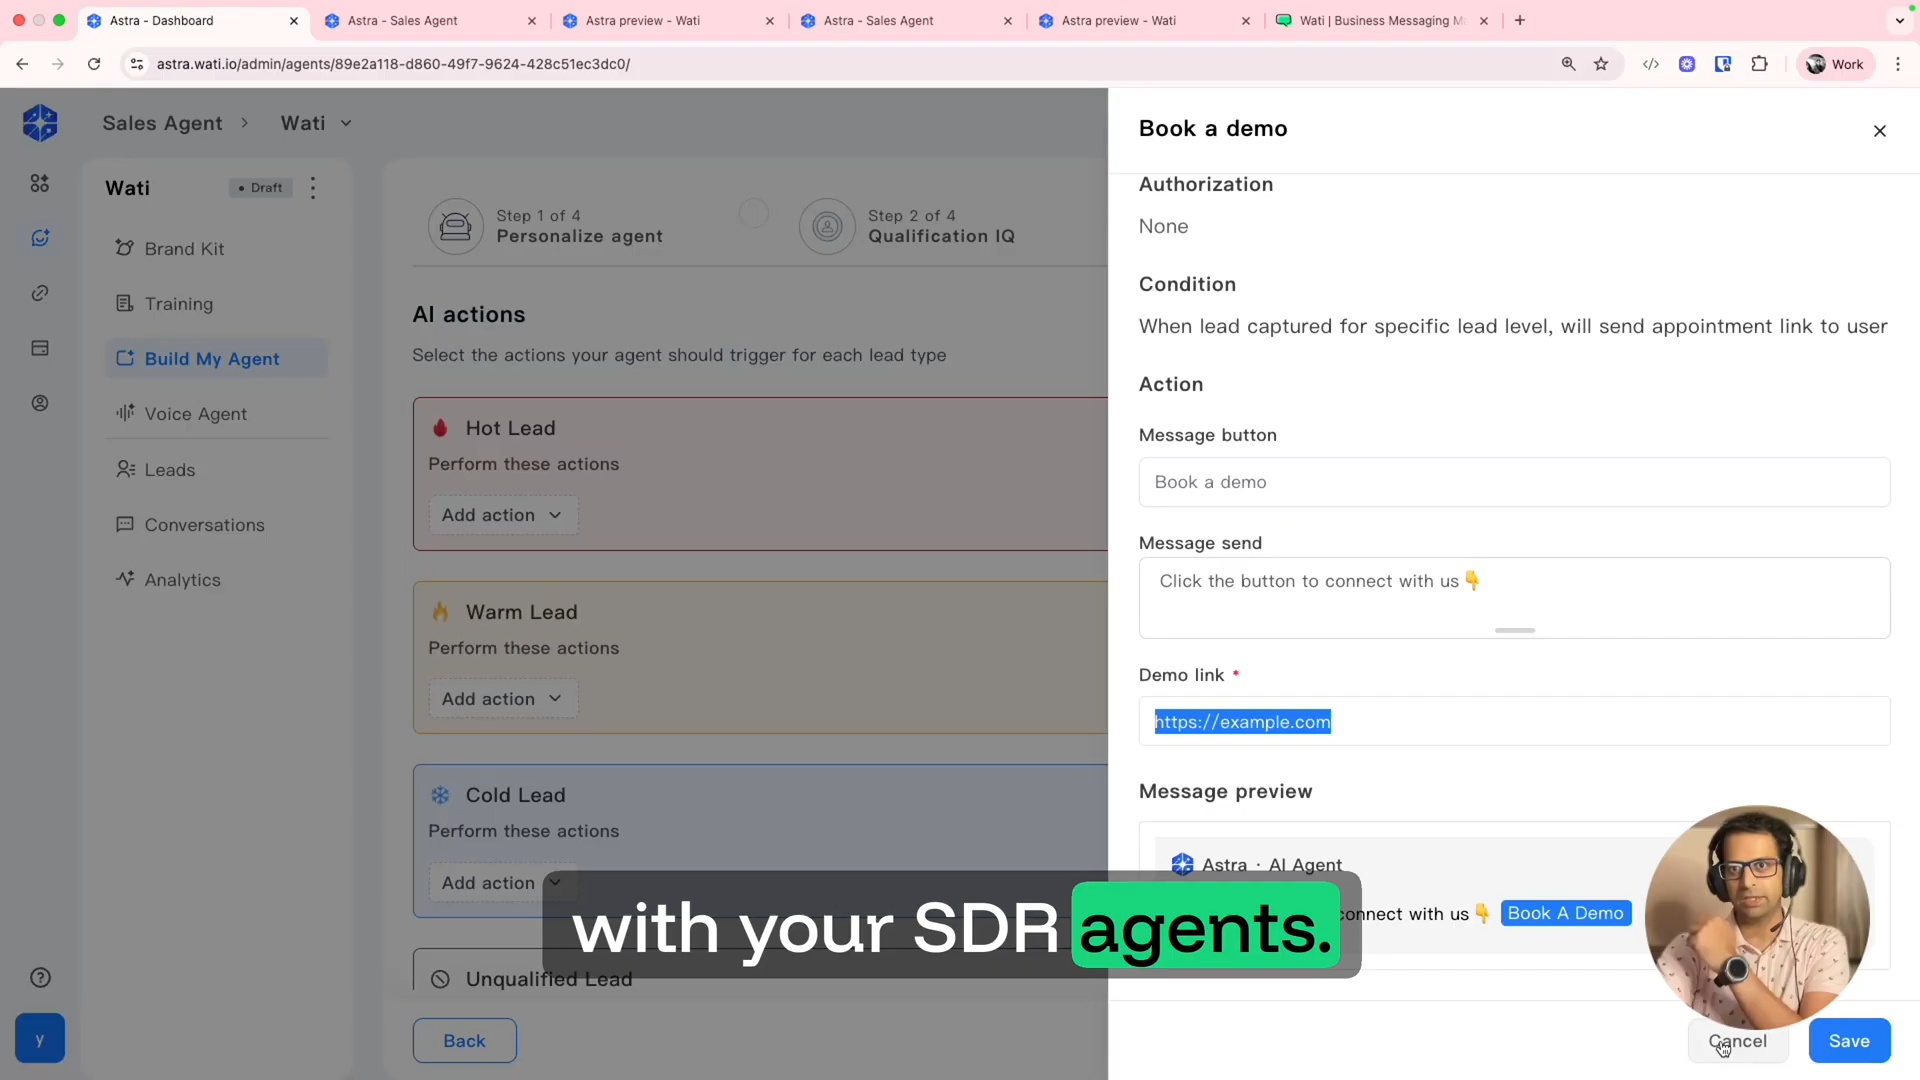 Astra - Dashboard
Astra - Sales Agent
Astra preview - Wati
Astra - Sales Agent
Astra preview - Wati
Wati | Business Messaging M
astra.wati.io/admin/agents/89e2a118-d860-49f7-9624-428c51ec3dc0/
Work
Sales Agent > Wati
Wati
Draft
Brand Kit
Training
Build My Agent
Voice Agent
Leads
Conversations
Analytics
y
Step 1 of 4
Personalize agent
Step 2 of 4
Qualification IQ
AI actions
Select the actions your agent should trigger for each lead type
Hot Lead
Perform these actions
Add action
Warm Lead
Perform these actions
Add action
Cold Lead
Perform these actions
Add action
Unqualified Lead
Back
Book a demo
Authorization
None
Condition
When lead captured for specific lead level, will send appointment link to user
Action
Message button
Book a demo
Message send
Click the button to connect with us👇
Demo link *
https://example.com
Message preview
Astra · AI Agent
connect with us👇 Book A Demo
Cancel
Save
with your SDR agents.